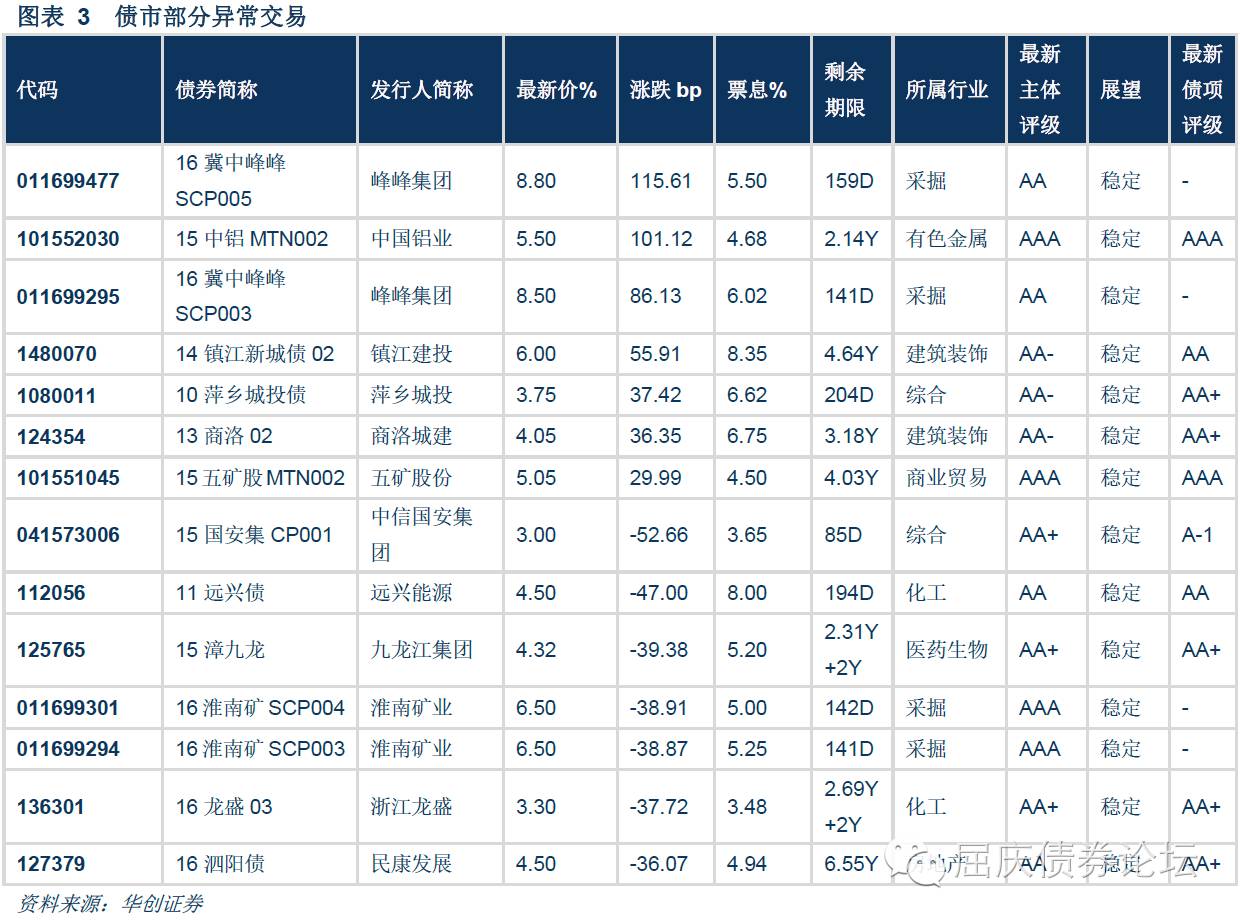 图表 3 债市部分异常交易
代码 债券简称 发行人简称 最新价% 涨跌 bp 票息% 剩余期限 所属行业 最新主体评级 展望 最新债项评级
011699477 16 冀中峰峰 SCP005 峰峰集团 8.80 115.61 5.50 159D 采掘 AA 稳定 -
101552030 15 中铝 MTN002 中国铝业 5.50 101.12 4.68 2.14Y 有色金属 AAA 稳定 AAA
011699295 16 冀中峰峰 SCP003 峰峰集团 8.50 86.13 6.02 141D 采掘 AA 稳定 -
1480070 14 镇江新城债 02 镇江建投 6.00 55.91 8.35 4.64Y 建筑装饰 AA- 稳定 AA
1080011 10 萍乡城投债 萍乡城投 3.75 37.42 6.62 204D 综合 AA- 稳定 AA+
124354 13 商洛 02 商洛城建 4.05 36.35 6.75 3.18Y 建筑装饰 AA- 稳定 AA+
101551045 15 五矿股 MTN002 五矿股份 5.05 29.99 4.50 4.03Y 商业贸易 AAA 稳定 AAA
041573006 15 国安集 CP001 中信国安集团 3.00 -52.66 3.65 85D 综合 AA+ 稳定 A-1
112056 11 远兴债 远兴能源 4.50 -47.00 8.00 194D 化工 AA 稳定 AA
125765 15 漳九龙 九龙江集团 4.32 -39.38 5.20 2.31Y+2Y 医药生物 AA+ 稳定 AA+
011699301 16 淮南矿 SCP004 淮南矿业 6.50 -38.91 5.00 142D 采掘 AAA 稳定 -
011699294 16 淮南矿 SCP003 淮南矿业 6.50 -38.87 5.25 141D 采掘 AAA 稳定 -
136301 16 龙盛 03 浙江龙盛 3.30 -37.72 3.48 2.69Y+2Y 化工 AA+ 稳定 AA+
127379 16 泗阳债 民康发展 4.50 -36.07 4.94 6.55Y AA 稳定 AA+
屈庆债券论坛
资料来源：华创证券